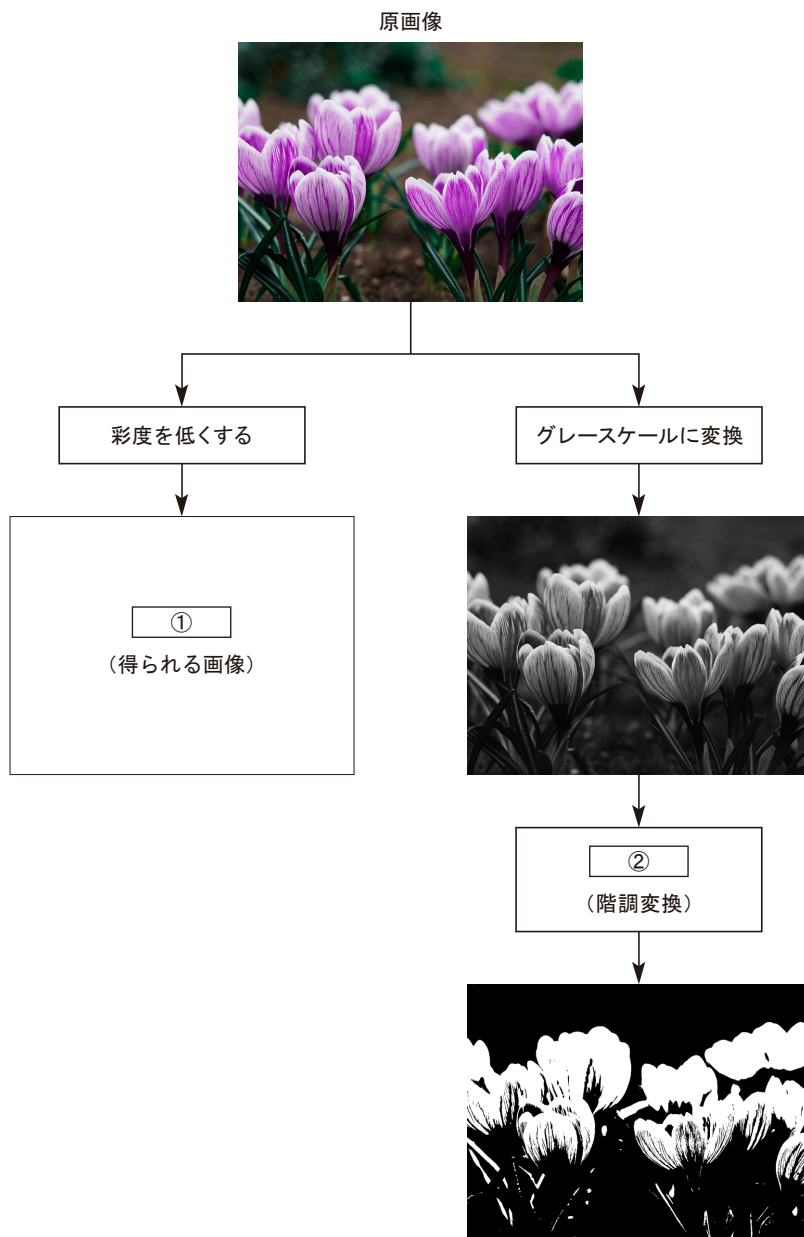 原画像
彩度を低くする
グレースケールに変換
①
（得られる画像）
②
（階調変換）